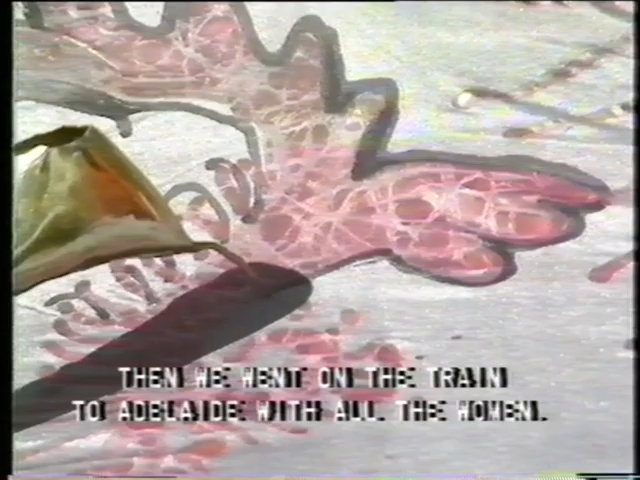 THEN WE WENT ON THE TRAIN
TO ADELAIDE WITH ALL THE WOMEN.